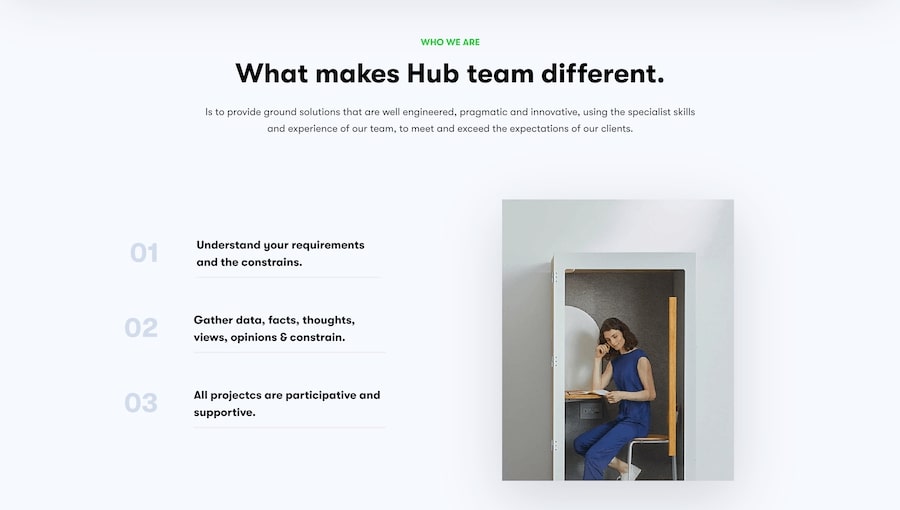 WHO WE ARE
What makes Hub team different.
Is to provide ground solutions that are well engineered, pragmatic and innovative, using the specialist skills
and experience of our team, to meet and exceed the expectations of our clients.
01
Understand your requirements
and the constrains.
02
Gather data, facts, thoughts,
views, opinions & constrain.
03
All projectcs are participative and
supportive.